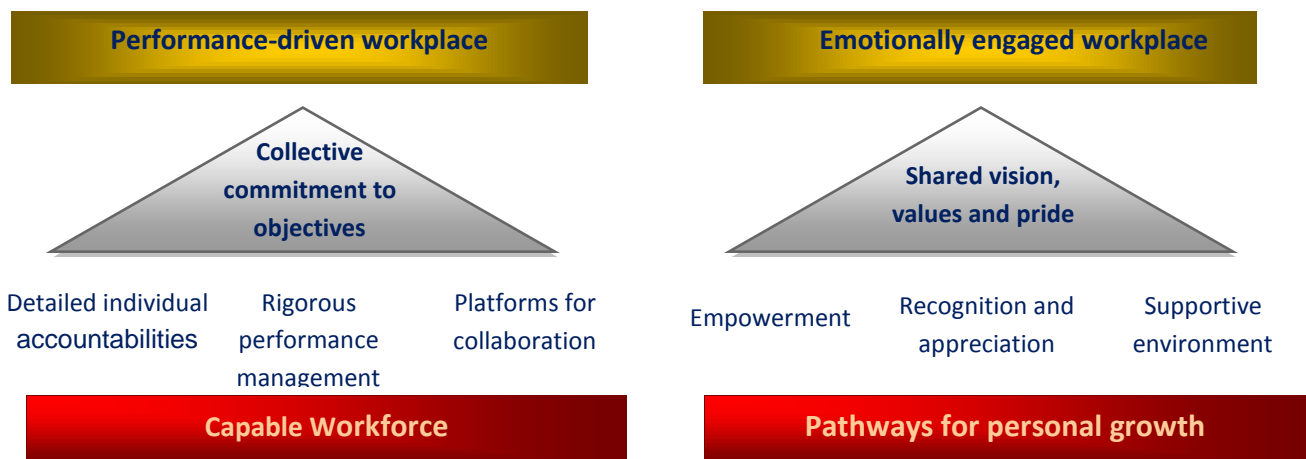 Performance-driven workplace
Collective
commitment to
objectives
Detailed individual
accountabilities
Rigorous
performance
management
Platforms for
collaboration
Capable Workforce
Emotionally engaged workplace
Shared vision,
values and pride
Empowerment
Recognition and
appreciation
Supportive
environment
Pathways for personal growth